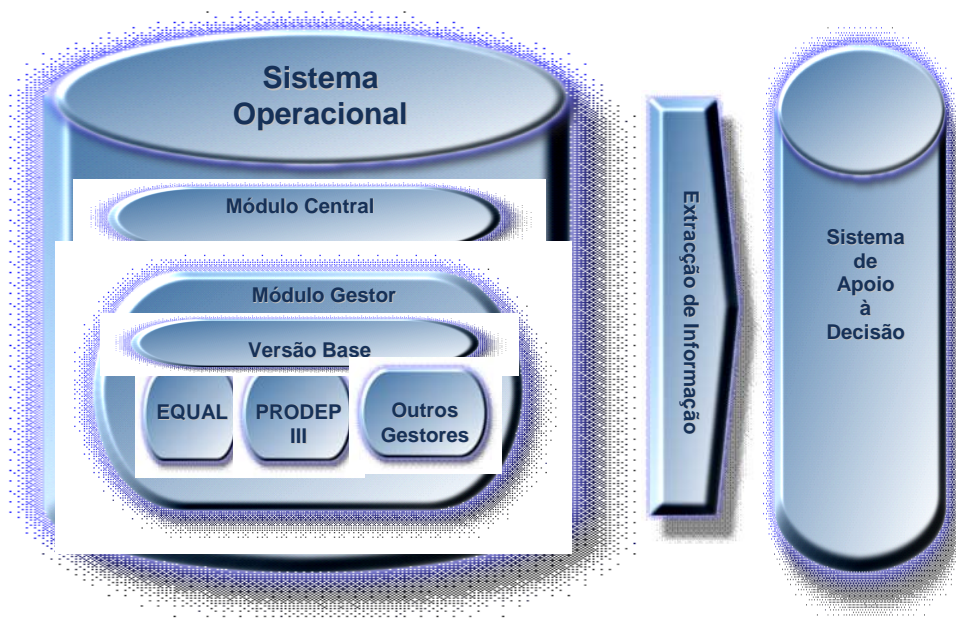 Sistema
Operacional
Módulo Central
Módulo Gestor
Versão Base
EQUAL
PRODEP
III
Outros
Gestores
Extracção de Informação
Sistema
de
Apoio
à
Decisão